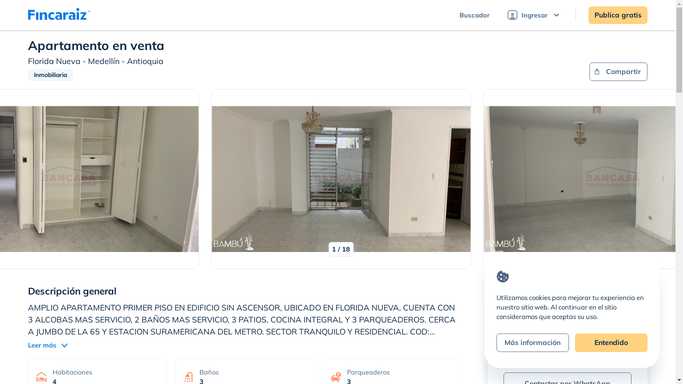 Fincaraiz
Buscador
Ingresar
Publica gratis
Apartamento en venta
Florida Nueva - Medellín - Antioquia
Inmobiliaria
Compartir
BANCASA
BAMBÚ
BANCASA
BAMBÚ
1 / 18
Descripción general
AMPLIO APARTAMENTO PRIMER PISO EN EDIFICIO SIN ASCENSOR, UBICADO EN FLORIDA NUEVA, CUENTA CON
3 ALCOBAS MAS SERVICIO, 2 BAÑOS MAS SERVICIO, 3 PATIOS, COCINA INTEGRAL Y 3 PARQUEADEROS, CERCA
A JUMBO DE LA 65 Y ESTACION SURAMERICANA DEL METRO. SECTOR TRANQUILO Y RESIDENCIAL. COD:...
Leer más
Habitaciones
4
Baños
3
Parqueaderos
3
Utilizamos cookies para mejorar tu experiencia en
nuestro sitio web. Al continuar en el sitio
consideramos que aceptas su uso.
Más información
Entendido
Contactar por WhatsApp